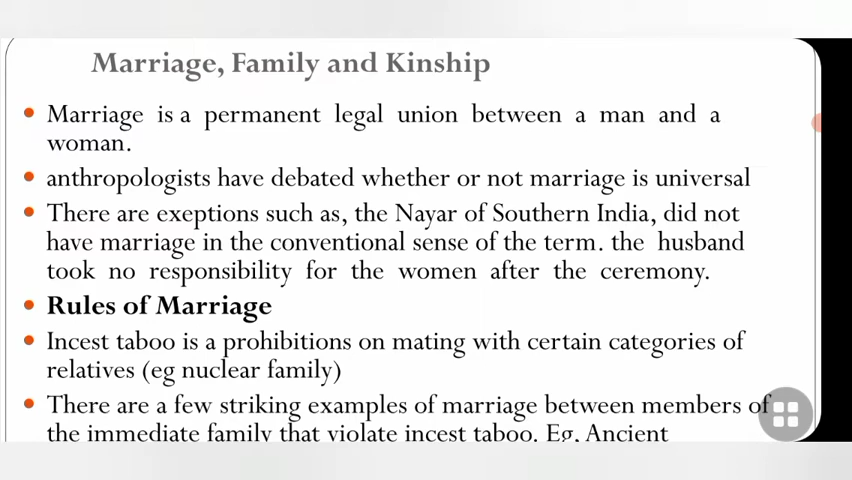 Marriage, Family and Kinship
Marriage is a permanent legal union between a man and a
woman.
anthropologists have debated whether or not marriage is universal
There are exeptions such as, the Nayar of Southern India, did not
have marriage in the conventional sense of the term. the husband
took no responsibility for the women after the ceremony.
Rules of Marriage
Incest taboo is a prohibitions on mating with certain categories of
relatives (eg nuclear family)
There are a few striking examples of marriage between members of
the immediate family that violate incest taboo. Eg, Ancient